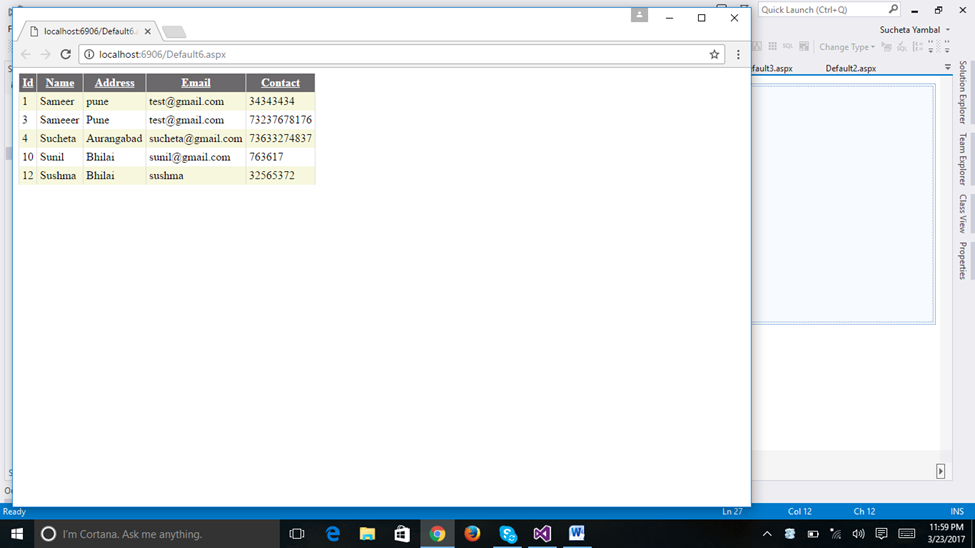 Quick Launch (Ctrl+Q)
localhost:6906/Default6.
Sucheta Yambal
localhost:6906/Default6.aspx
SQL
Change Type
fault3.aspx
Default2.aspx
Id Name Address Email Contact
1 Sameer pune test@gmail.com 34343434
3 Sameeer Pune test@gmail.com 73237678176
4 Sucheta Aurangabad sucheta@gmail.com 73633274837
10 Sunil Bhilai sunil@gmail.com 763617
12 Sushma Bhilai sushma 32565372
Solution Explorer
Team Explorer
Class View
Properties
Ready Ln 27 Col 12 Ch 12 INS
I'm Cortana. Ask me anything.
11:59 PM
3/23/2017